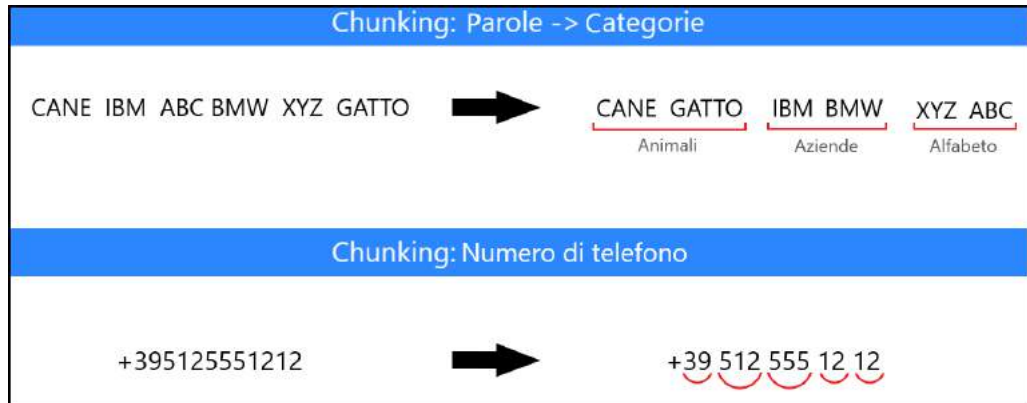 Chunking: Parole -> Categorie
CANE IBM ABC BMW XYZ GATTO
CANE GATTO IBM BMW XYZ ABC
Animali Aziende Alfabeto
Chunking: Numero di telefono
+395125551212
+39 512 555 12 12